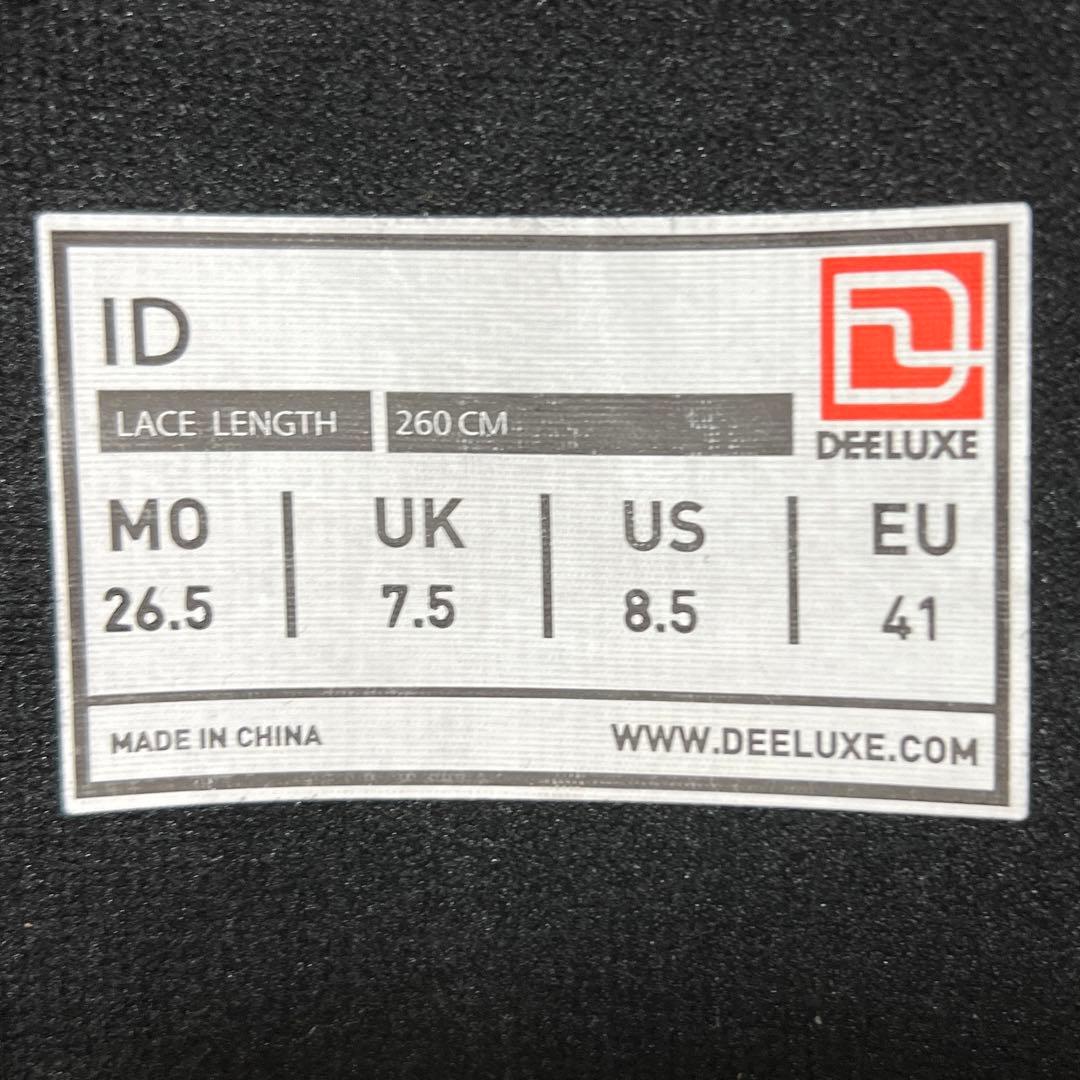 ID
LACE LENGTH 260 CM
DEELUXE
MO UK US EU
26.5 7.5 8.5 41
MADE IN CHINA WWW.DEELUXE.COM